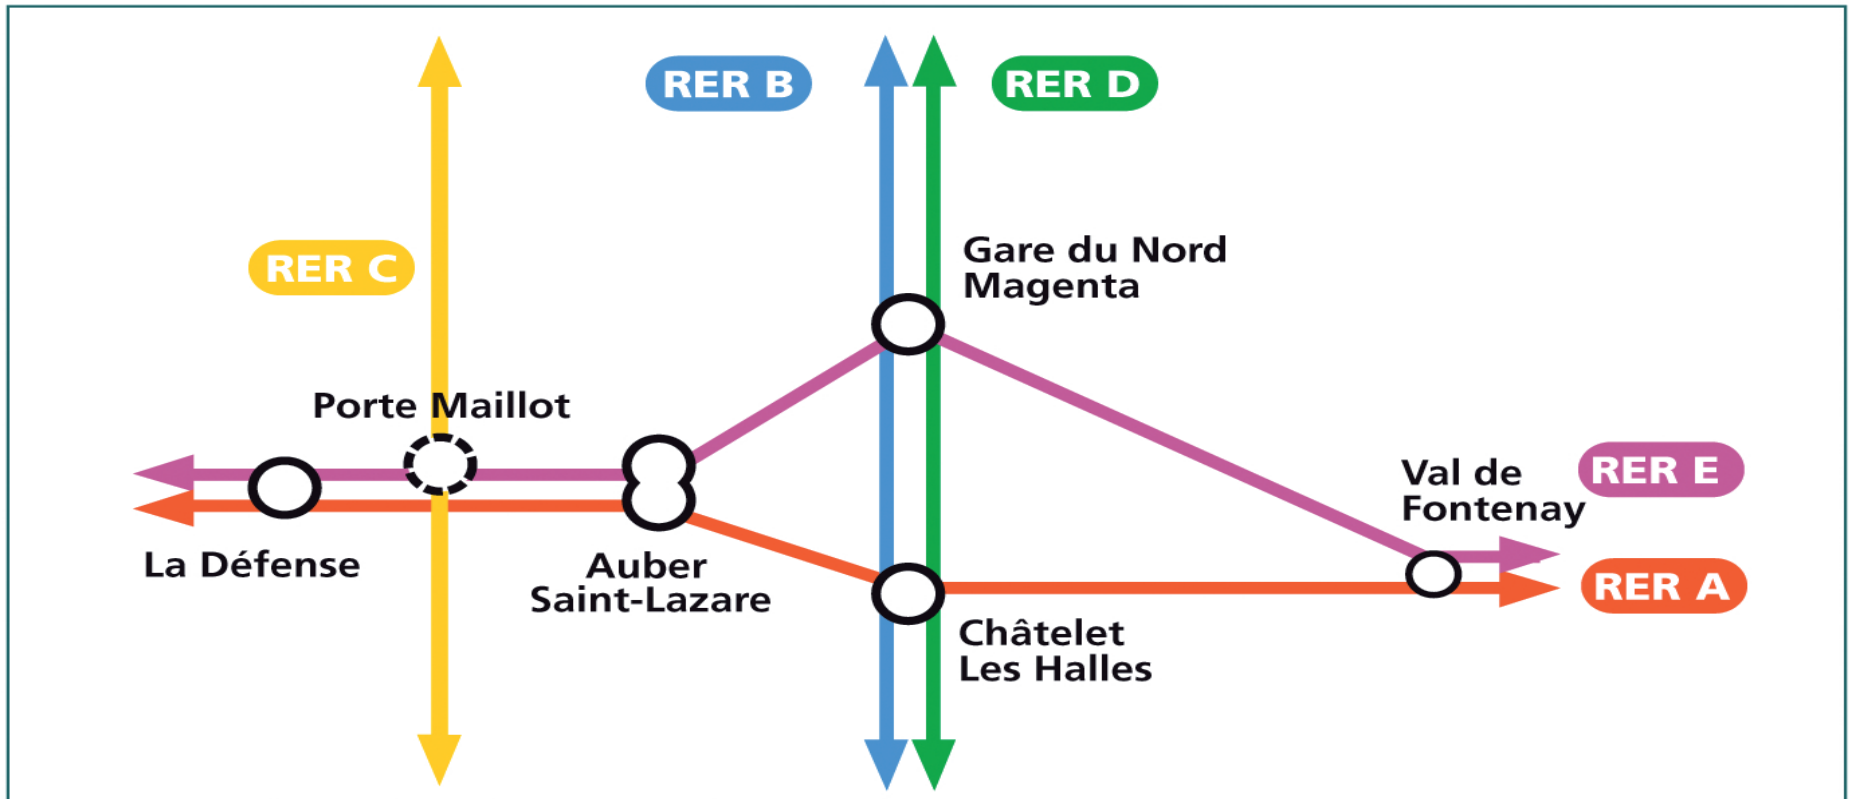 RER B
RER D
RER C
Gare du Nord
Magenta
Porte Maillot
Val de
Fontenay
RER E
La Défense
Auber
Saint-Lazare
RER A
Châtelet
Les Halles